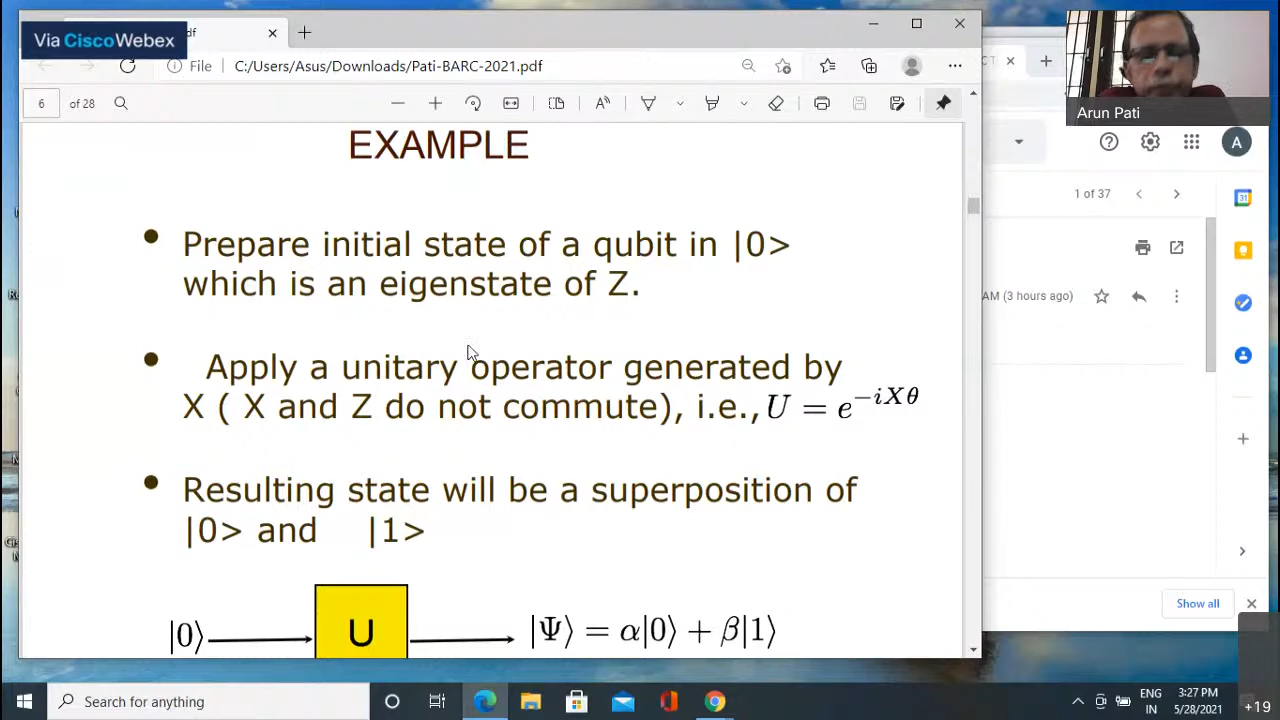 Via Cisco Webex
df
File C:/Users/Asus/Downloads/Pati-BARC-2021.pdf
Arun Pati
6 of 28
A
EXAMPLE
1 of 37
31
• Prepare initial state of a qubit in |0>
which is an eigenstate of Z.
AM (3 hours ago)
• Apply a unitary operator generated by
X ( X and Z do not commute), i.e., U = e^{-iXθ}
• Resulting state will be a superposition of
|0> and |1>
Show all
|0⟩ U |Ψ⟩ = α|0⟩ + β|1⟩
Search for anything
ENG
IN
3:27 PM
5/28/2021
+19